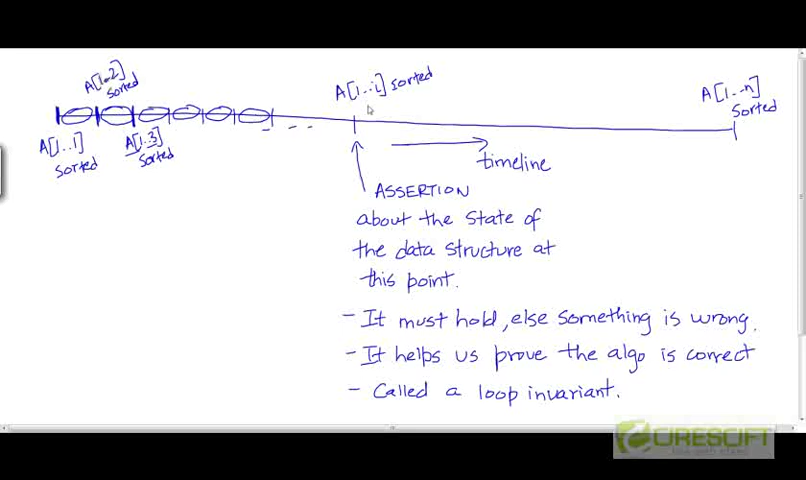 A[1..2]
sorted
A[1..i] sorted
A[1..n]
sorted
A[1..1]
sorted
A[1..3]
sorted
timeline
ASSERTION
about the state of
the data structure at
this point.
- It must hold, else something is wrong.
- It helps us prove the algo is correct
- Called a loop invariant.